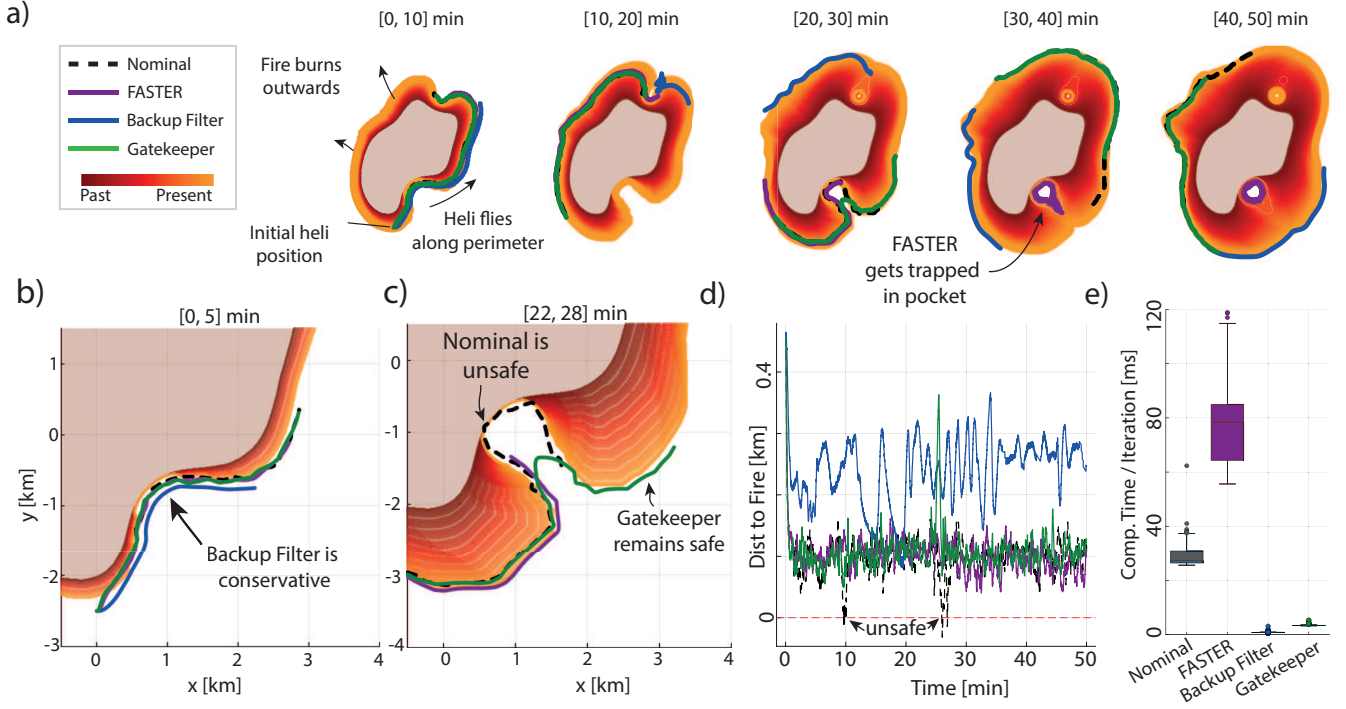 a)
[0, 10] min
[10, 20] min
[20, 30] min
[30, 40] min
[40, 50] min
Nominal
FASTER
Backup Filter
Gatekeeper
Past
Present
Fire burns
outwards
Initial heli
position
Heli flies
along perimeter
FASTER
gets trapped
in pocket
b)
[0, 5] min
1
0
-1
-2
-3
y [km]
0
1
2
3
4
x [km]
Backup Filter is
conservative
c)
[22, 28] min
Nominal is
unsafe
Gatekeeper
remains safe
0
-1
-2
-3
-4
0
1
2
3
4
x [km]
d)
0.4
0
Dist to Fire [km]
unsafe
0
10
20
30
40
50
Time [min]
e)
120
80
40
0
Comp.Time / Iteration [ms]
Nominal
FASTER
Backup Filter
Gatekeeper